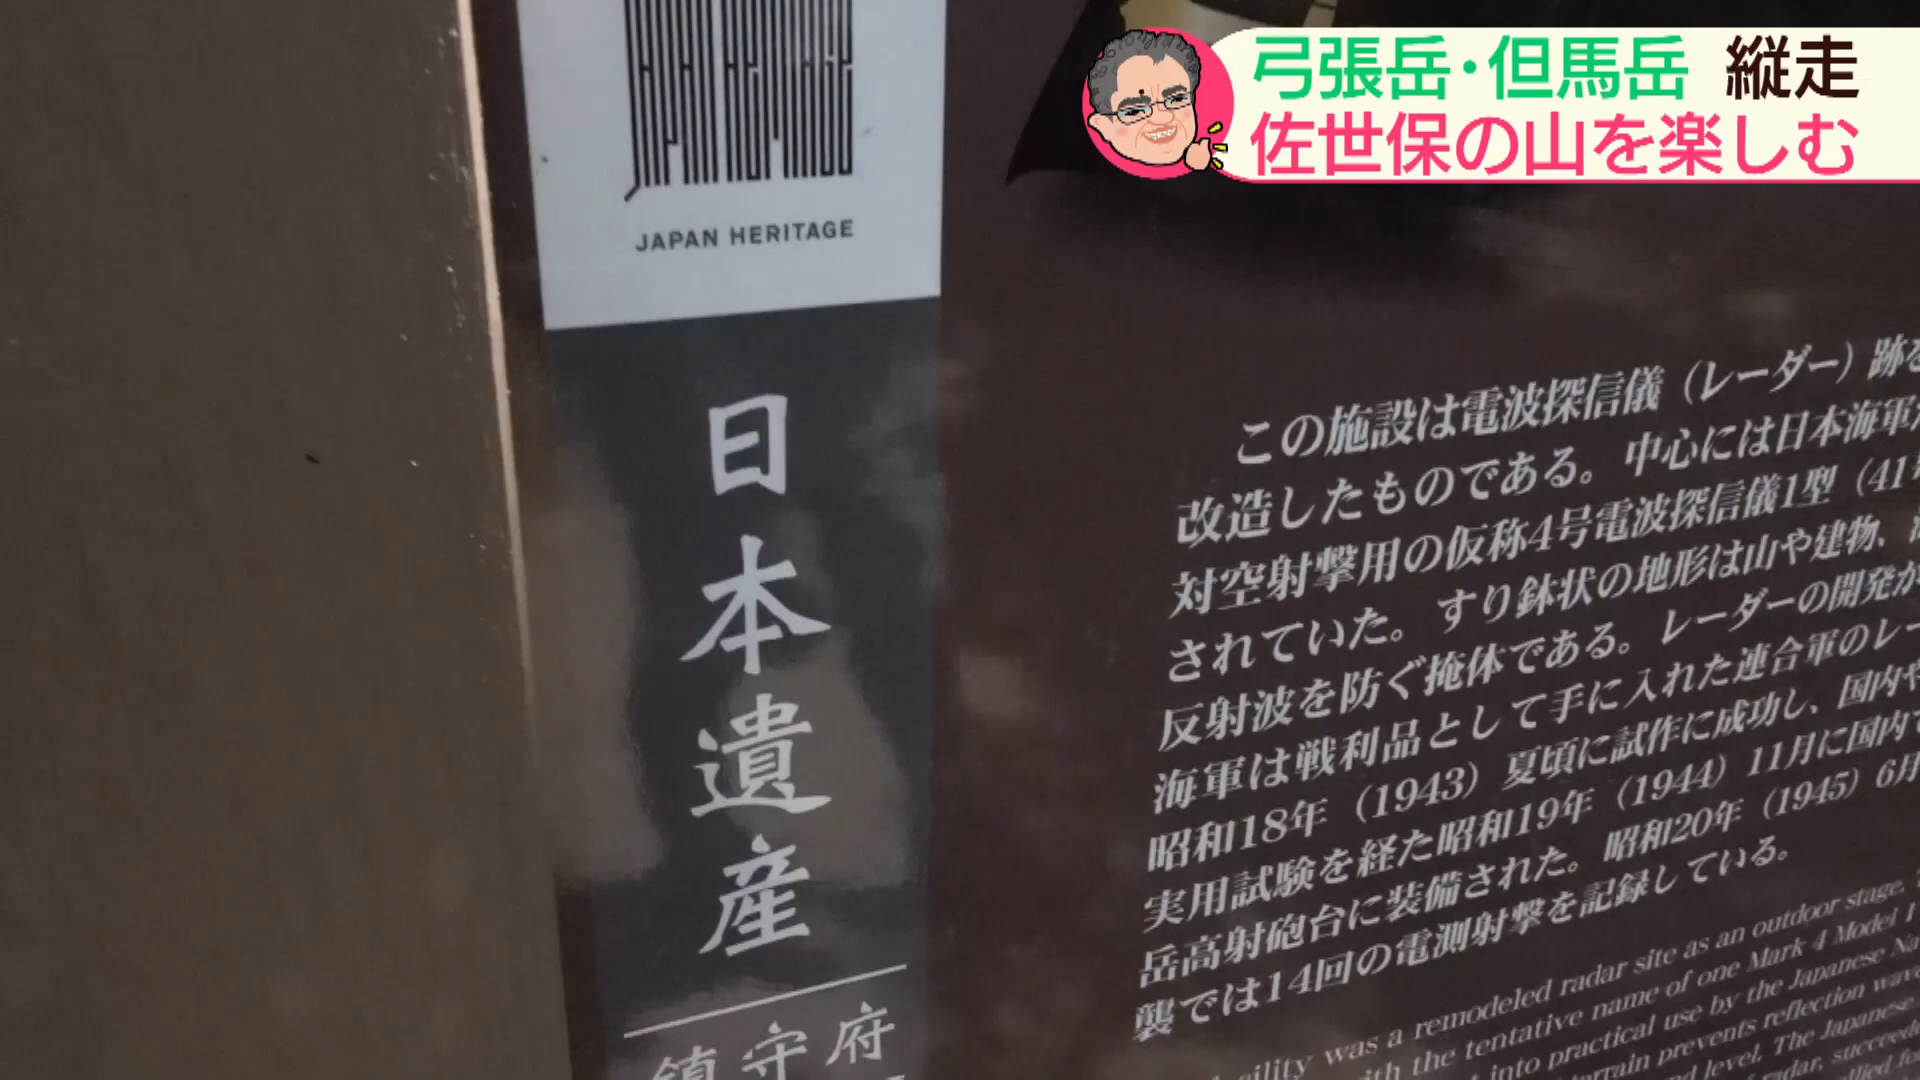 弓張岳・但馬岳 縦走
佐世保の山を楽しむ
JAPAN HERITAGE
日本遺産
鎮守府
この施設は電波探信儀（レーダー）跡を
改造したものである。中心には日本海軍
対空射撃用の仮称4号電波探信儀1型（41
されていた。すり鉢状の地形は山や建物、
反射波を防ぐ掩体である。レーダーの開発が
海軍は戦利品として手に入れた連合軍のレー
昭和18年（1943）夏頃に試作に成功し、国内や
実用試験を経た昭和19年（1944）11月に国内
岳高射砲台に装備された。昭和20年（1945）6月
襲では14回の電測射撃を記録している。
was a remodeled radar site as an outdoor stage.
the tentative name of one Mark 4 Model 1
into practical use by the Japanese
prevents reflection
level. The Japanese
radar,